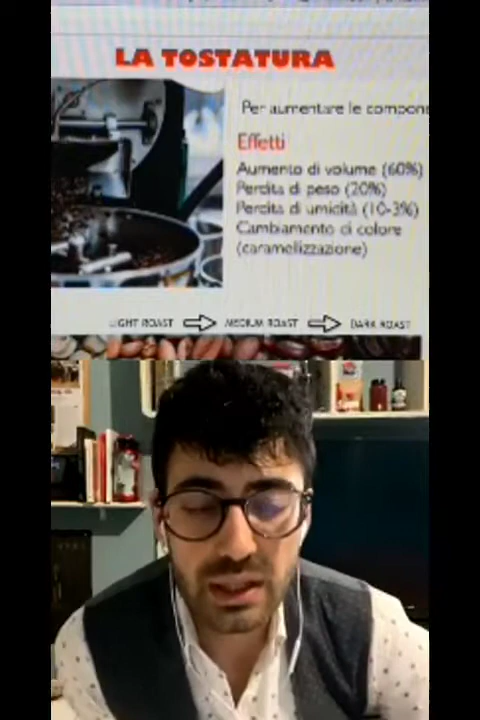 LA TOSTATURA
Per aumentare le compone
Effetti
Aumento di volume (60%)
Perdita di peso (20%)
Perdita di umicità (10-3%)
Cambiamento di colore
(caramellizzazione)
LIGHT ROAST MEDIUM ROAST DARK ROAST